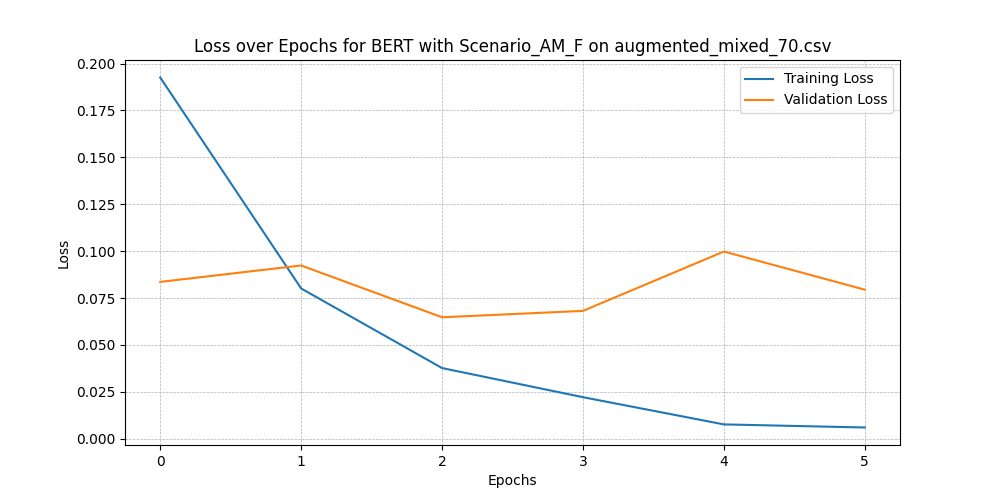 Loss over Epochs for BERT with Scenario_AM_F on augmented_mixed_70.csv
Training Loss
Validation Loss
0.200
0.175
0.150
0.125
0.100
0.075
0.050
0.025
0.000
Loss
0 1 2 3 4 5
Epochs